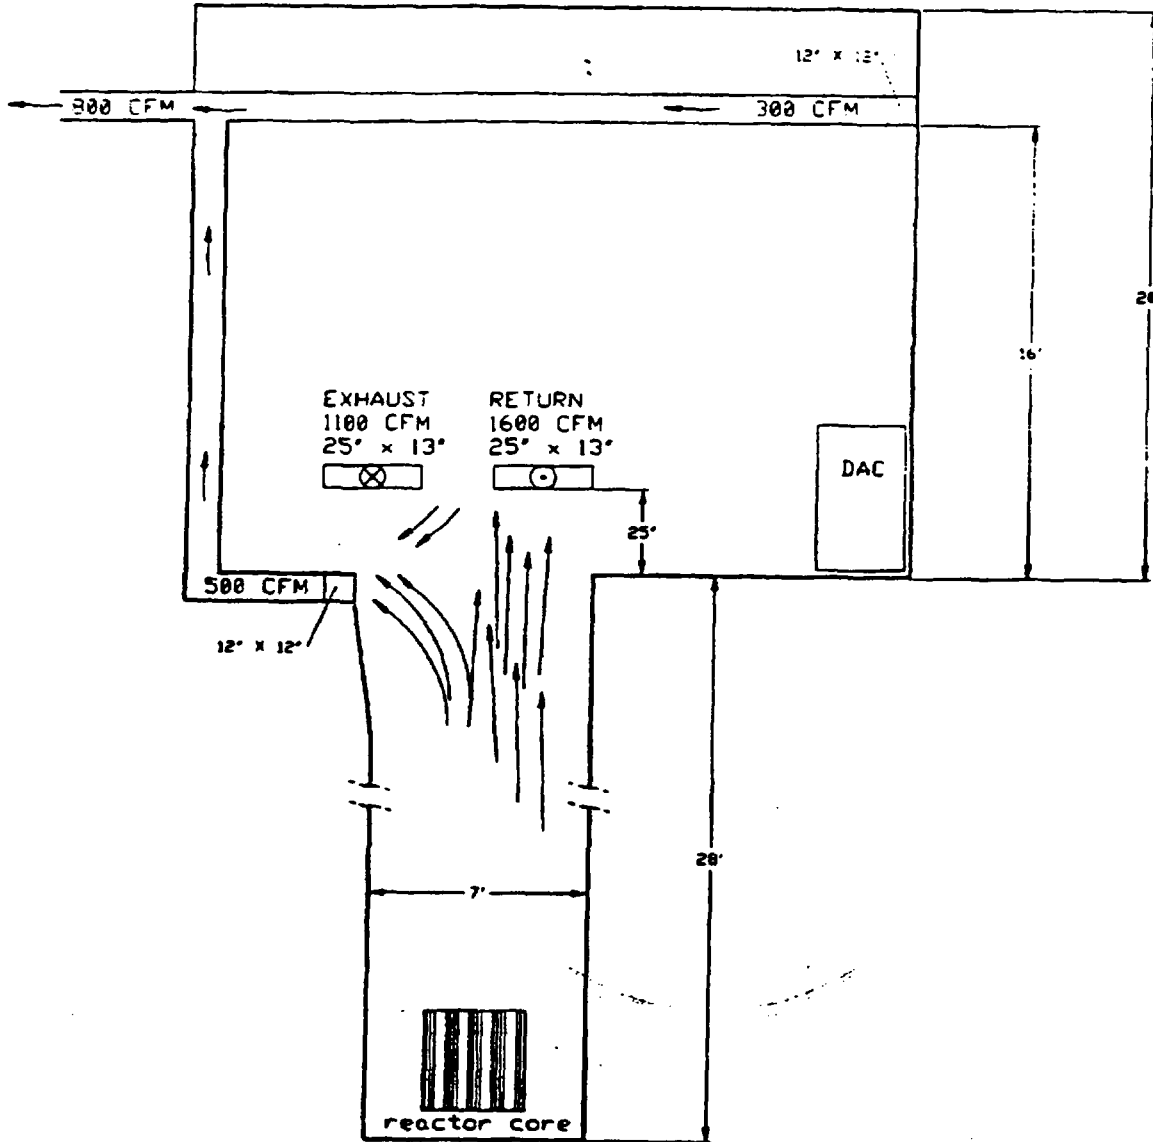 12" X 12"
800 CFM
300 CFM
16'
EXHAUST
1100 CFM
25" x 13"
RETURN
1600 CFM
25" x 13"
DAC
25"
500 CFM
12" X 12"
28'
7'
reactor core